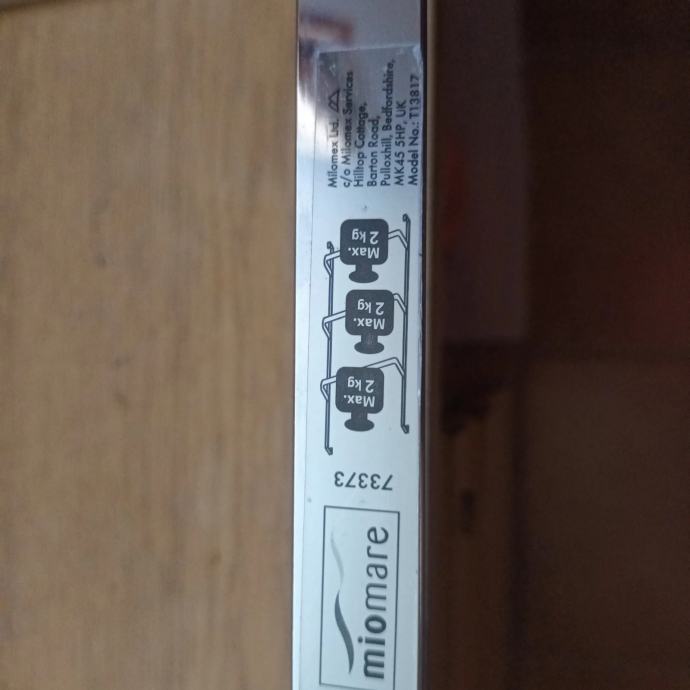 miomare
73373
Max.
2 kg
Max.
2 kg
Max.
2 kg
Milomex Ltd.
c/o Milomex Services
Hilltop Cottage,
Barton Road,
Pulloxhill, Bedfordshire,
MK45 5HP, UK
Model No.: T13817